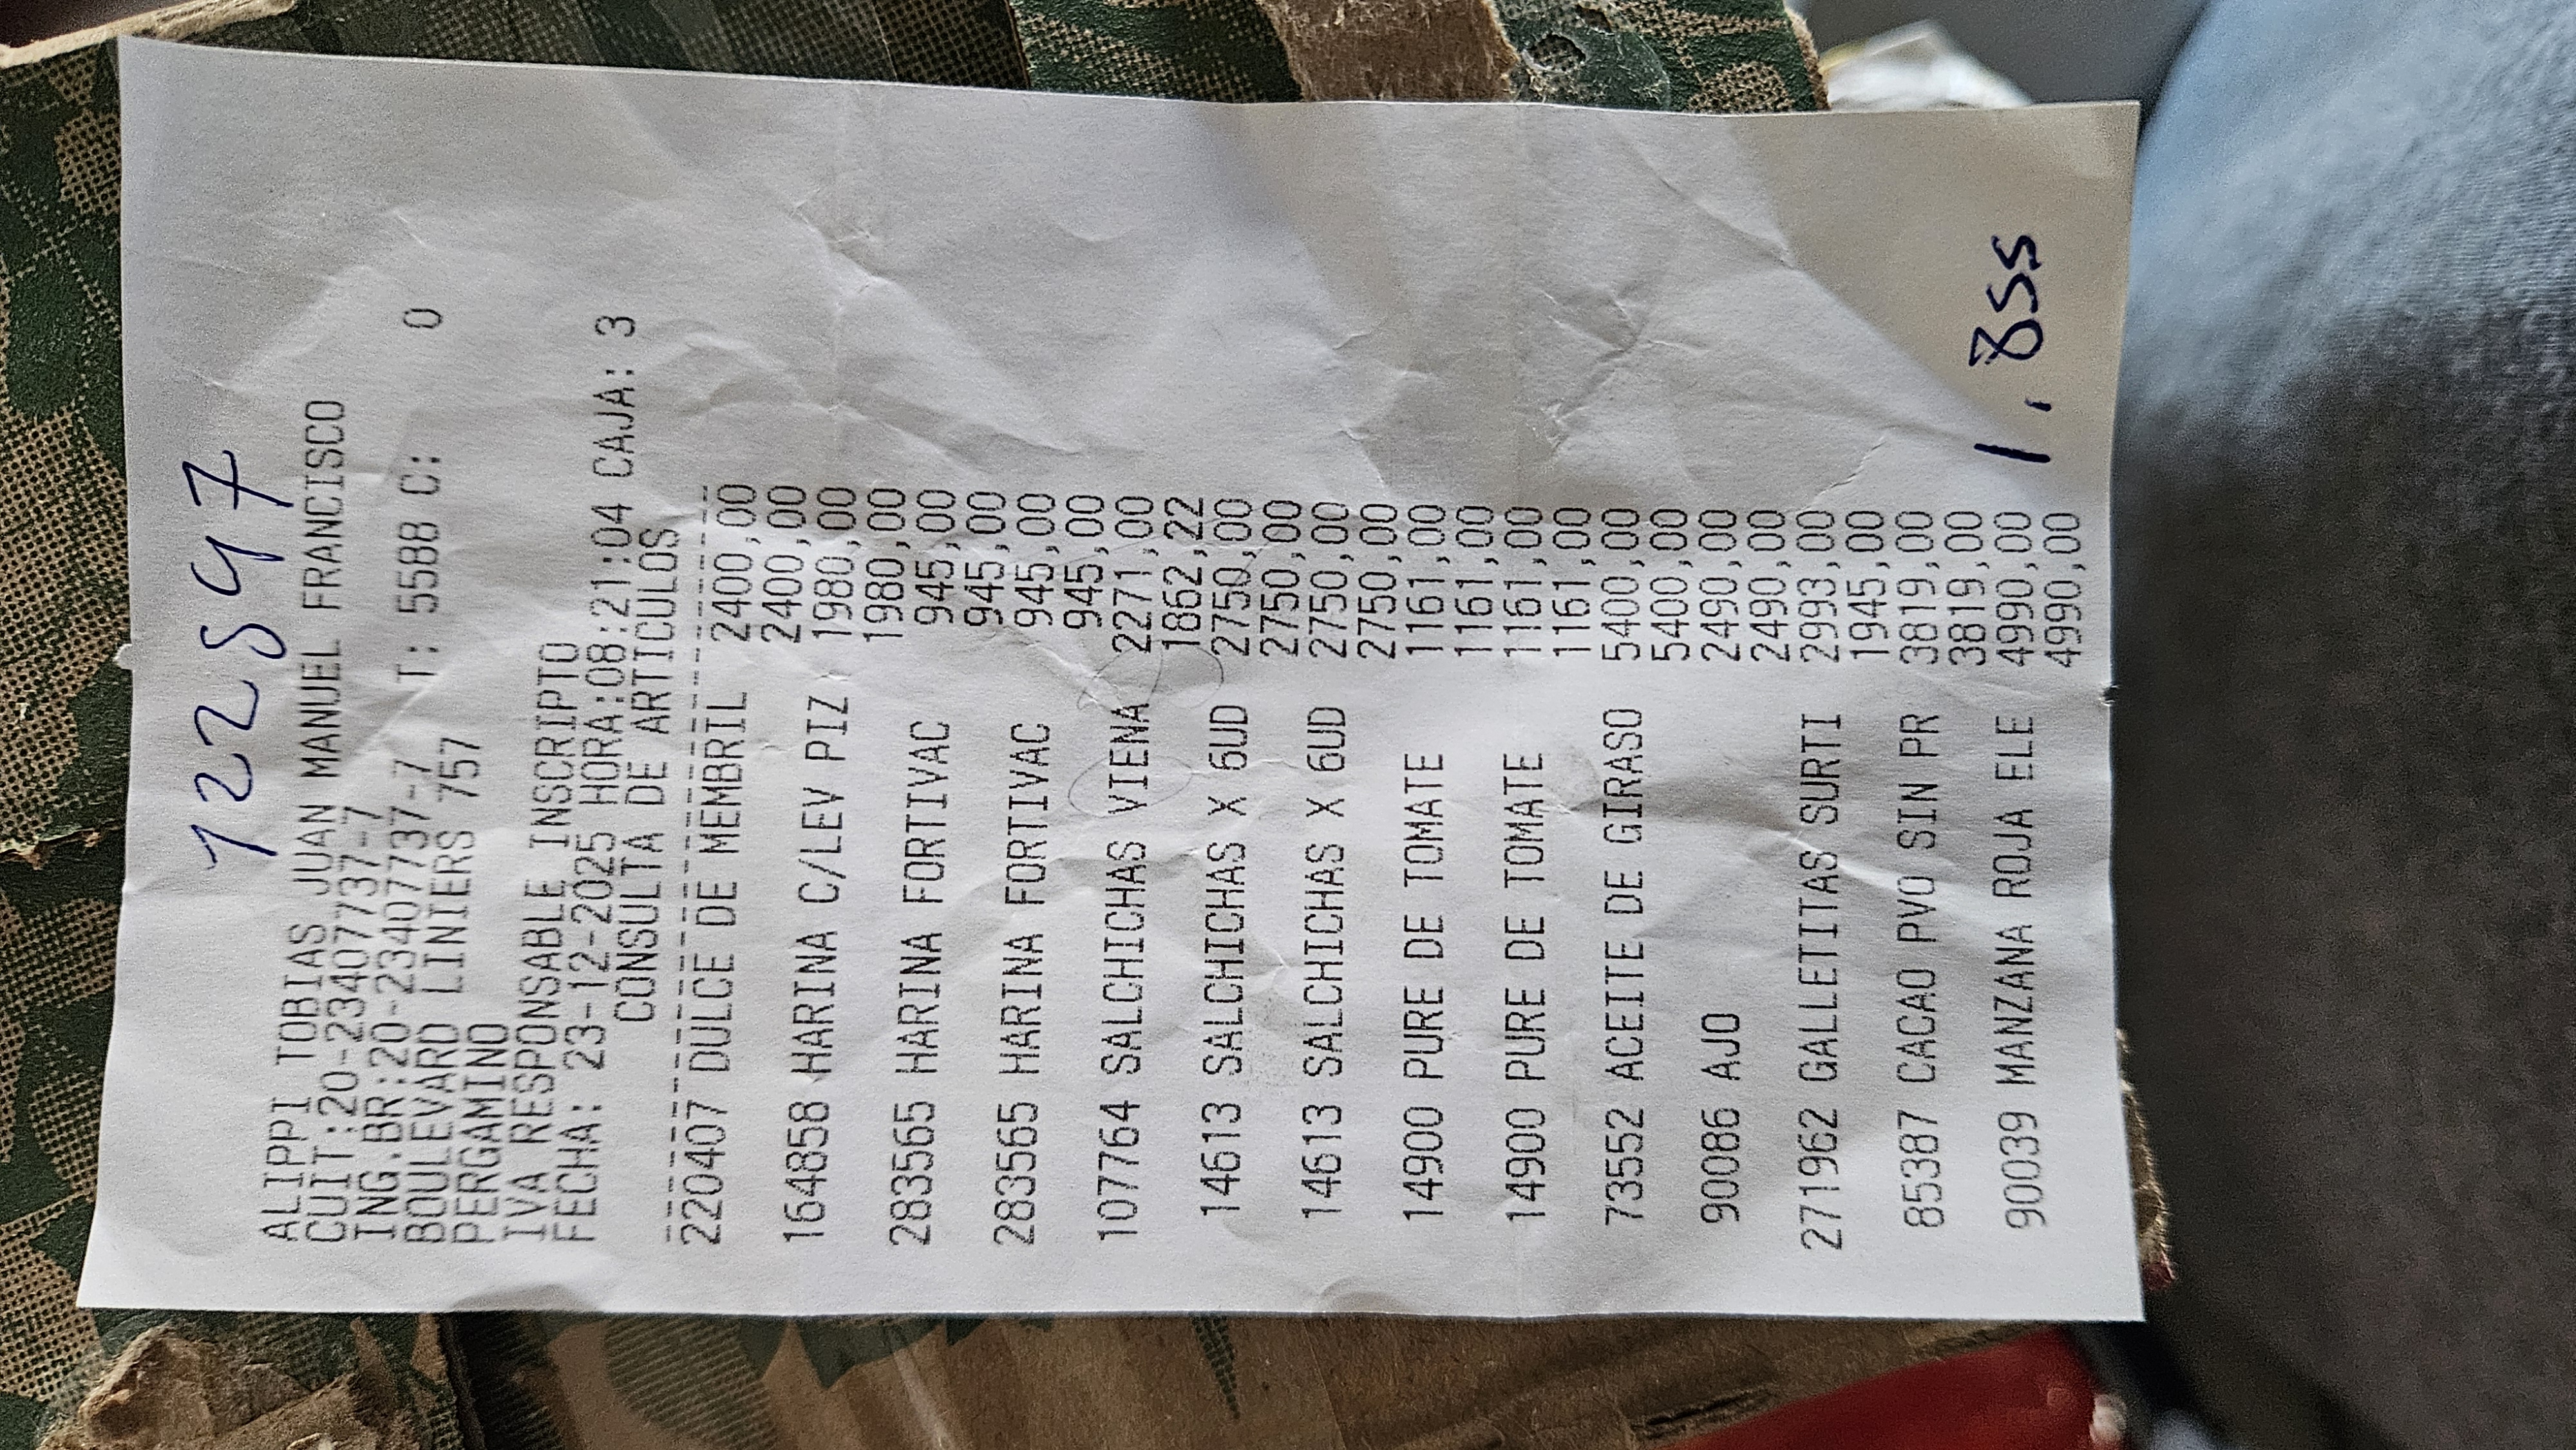 122897
ALIPPI TOBIAS JUAN MANUEL FRANCISCO
CUIT:20-23407737-7
ING.BR:20-23407737-7 T: 5588 C: 0
BOULEVARD LINIERS 757
PERGAMINO
IVA RESPONSABLE INSCRIPTO
FECHA: 23-12-2025 HORA:08:21:04 CAJA: 3
CONSULTA DE ARTICULOS
220407 DULCE DE MEMBRIL 2400,00
2400,00
164858 HARINA C/LEV PIZ 1980,00
1980,00
283565 HARINA FORTIVAC 945,00
945,00
283565 HARINA FORTIVAC 945,00
945,00
107764 SALCHICHAS VIENA 2271,00
1862,22
14613 SALCHICHAS X 6UD 2750,00
2750,00
14613 SALCHICHAS X 6UD 2750,00
2750,00
14900 PURE DE TOMATE 1161,00
1161,00
14900 PURE DE TOMATE 1161,00
1161,00
73552 ACEITE DE GIRASO 5400,00
5400,00
90086 AJO 2490,00
2490,00
271962 GALLETITAS SURTI 2993,00
1945,00
85387 CACAO PVO SIN PR 3819,00
3819,00
90039 MANZANA ROJA ELE 4990,00
4990,00
1.855